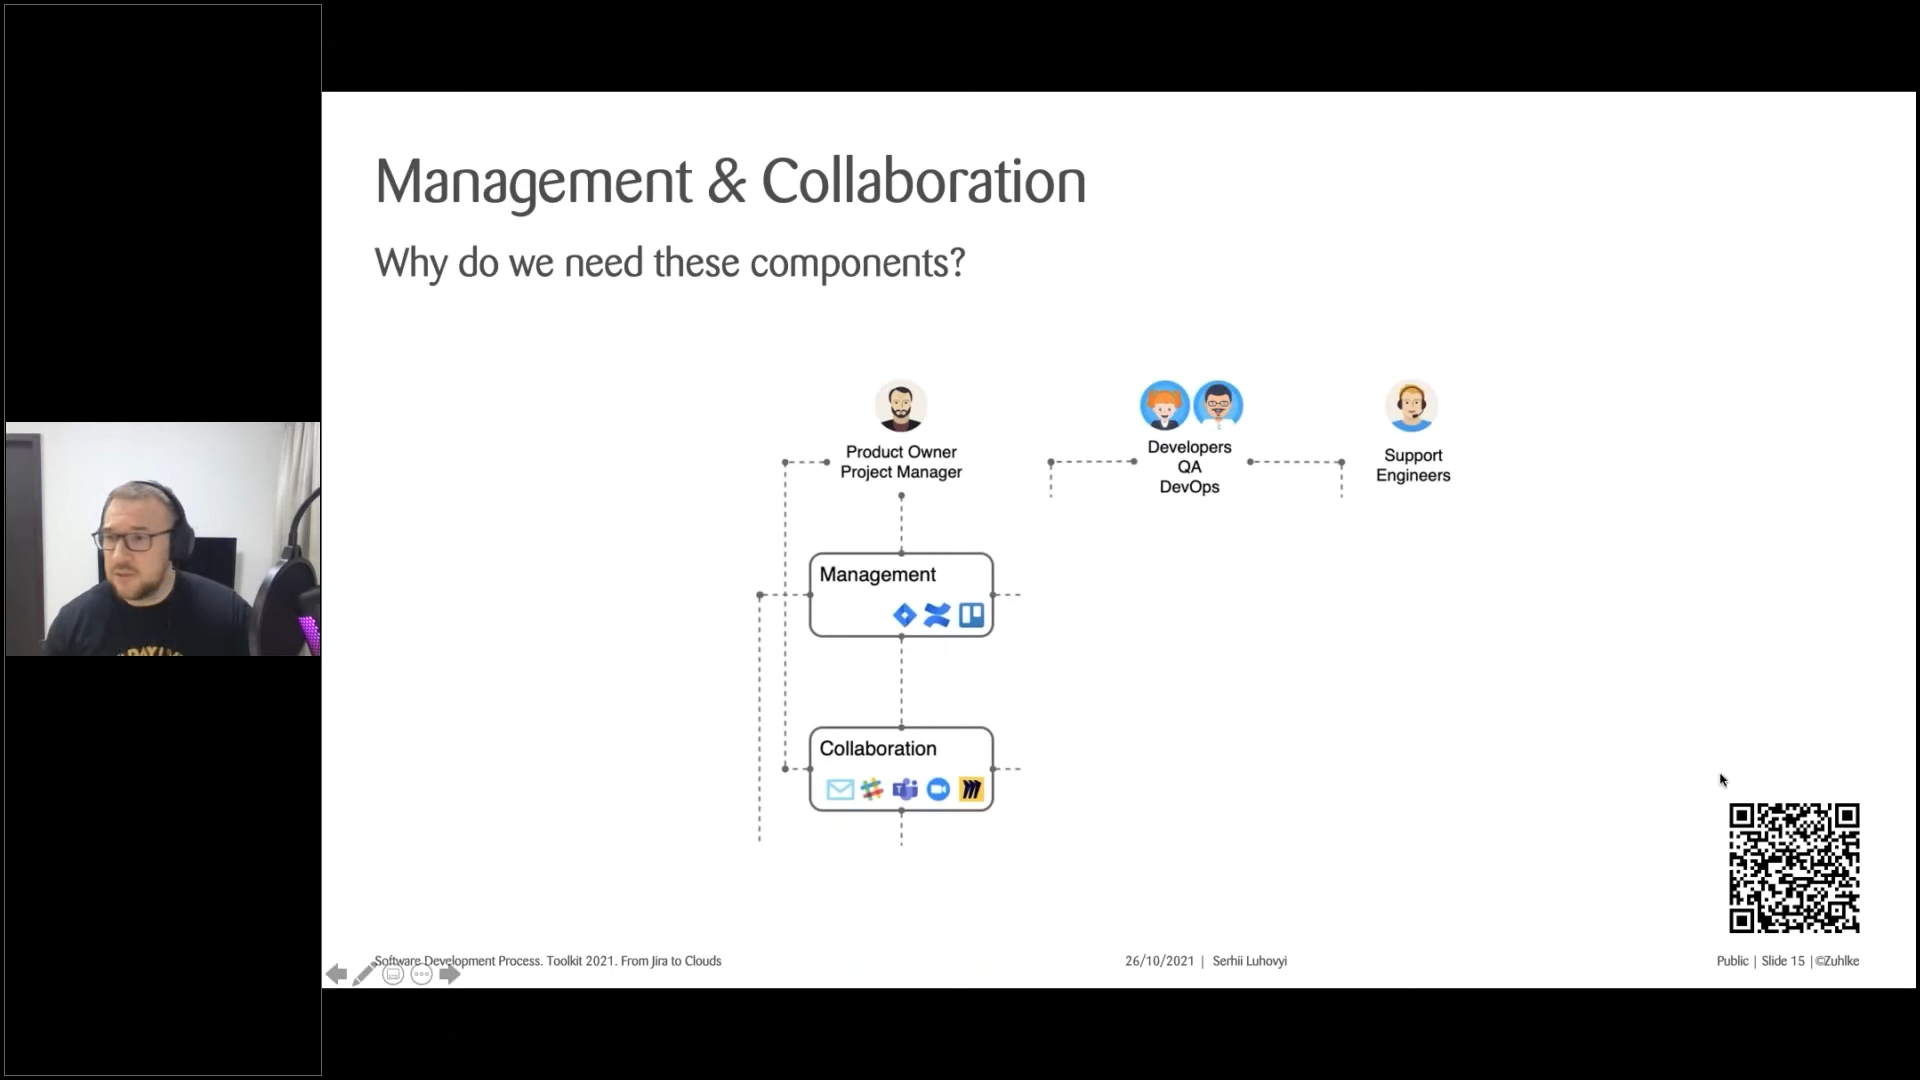 Management & Collaboration
Why do we need these components?
Product Owner
Project Manager
Developers
QA
DevOps
Support
Engineers
Management
Collaboration
Software Development Process. Toolkit 2021. From Jira to Clouds
26/10/2021 | Serhii Luhovyi
Public | Slide 15 | ©Zuhlke